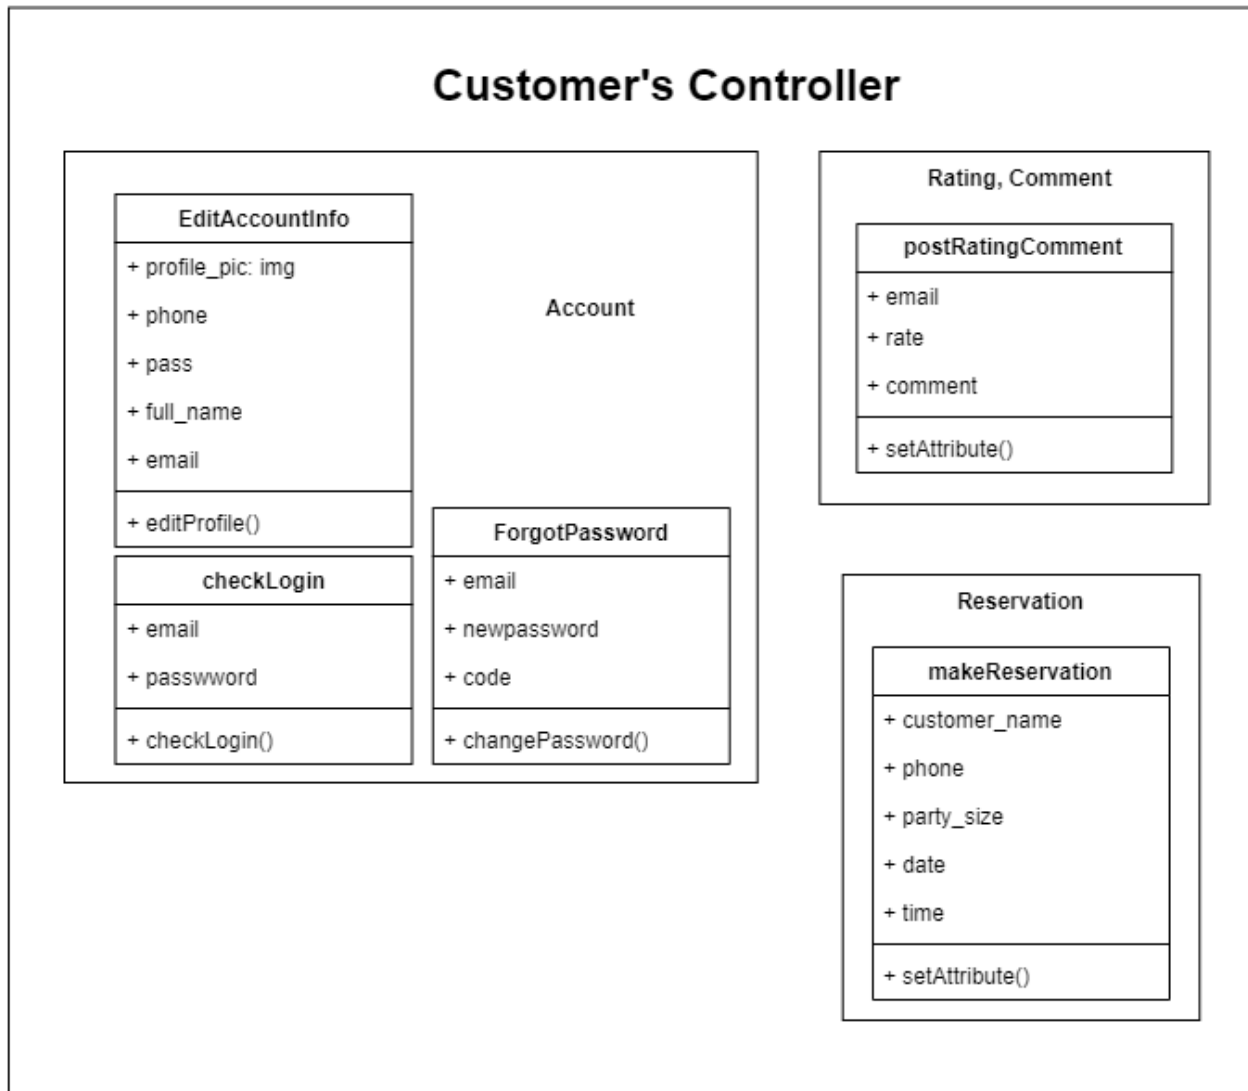 Customer's Controller
EditAccountInfo
+ profile_pic: img
+ phone
+ pass
+ full_name
+ email
+ editProfile()
Account
checkLogin
+ email
+ passwword
+ checkLogin()
ForgotPassword
+ email
+ newpassword
+ code
+ changePassword()
Rating, Comment
postRatingComment
+ email
+ rate
+ comment
+ setAttribute()
Reservation
makeReservation
+ customer_name
+ phone
+ party_size
+ date
+ time
+ setAttribute()